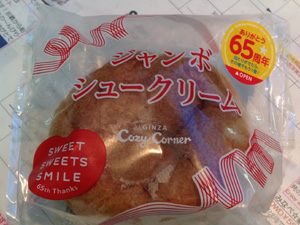 ジャンボ
シュークリーム
ありがとう
65周年
▲OPEN
GINZA
Cozy Corner
SWEET
SWEETS
SMILE
65th Thanks